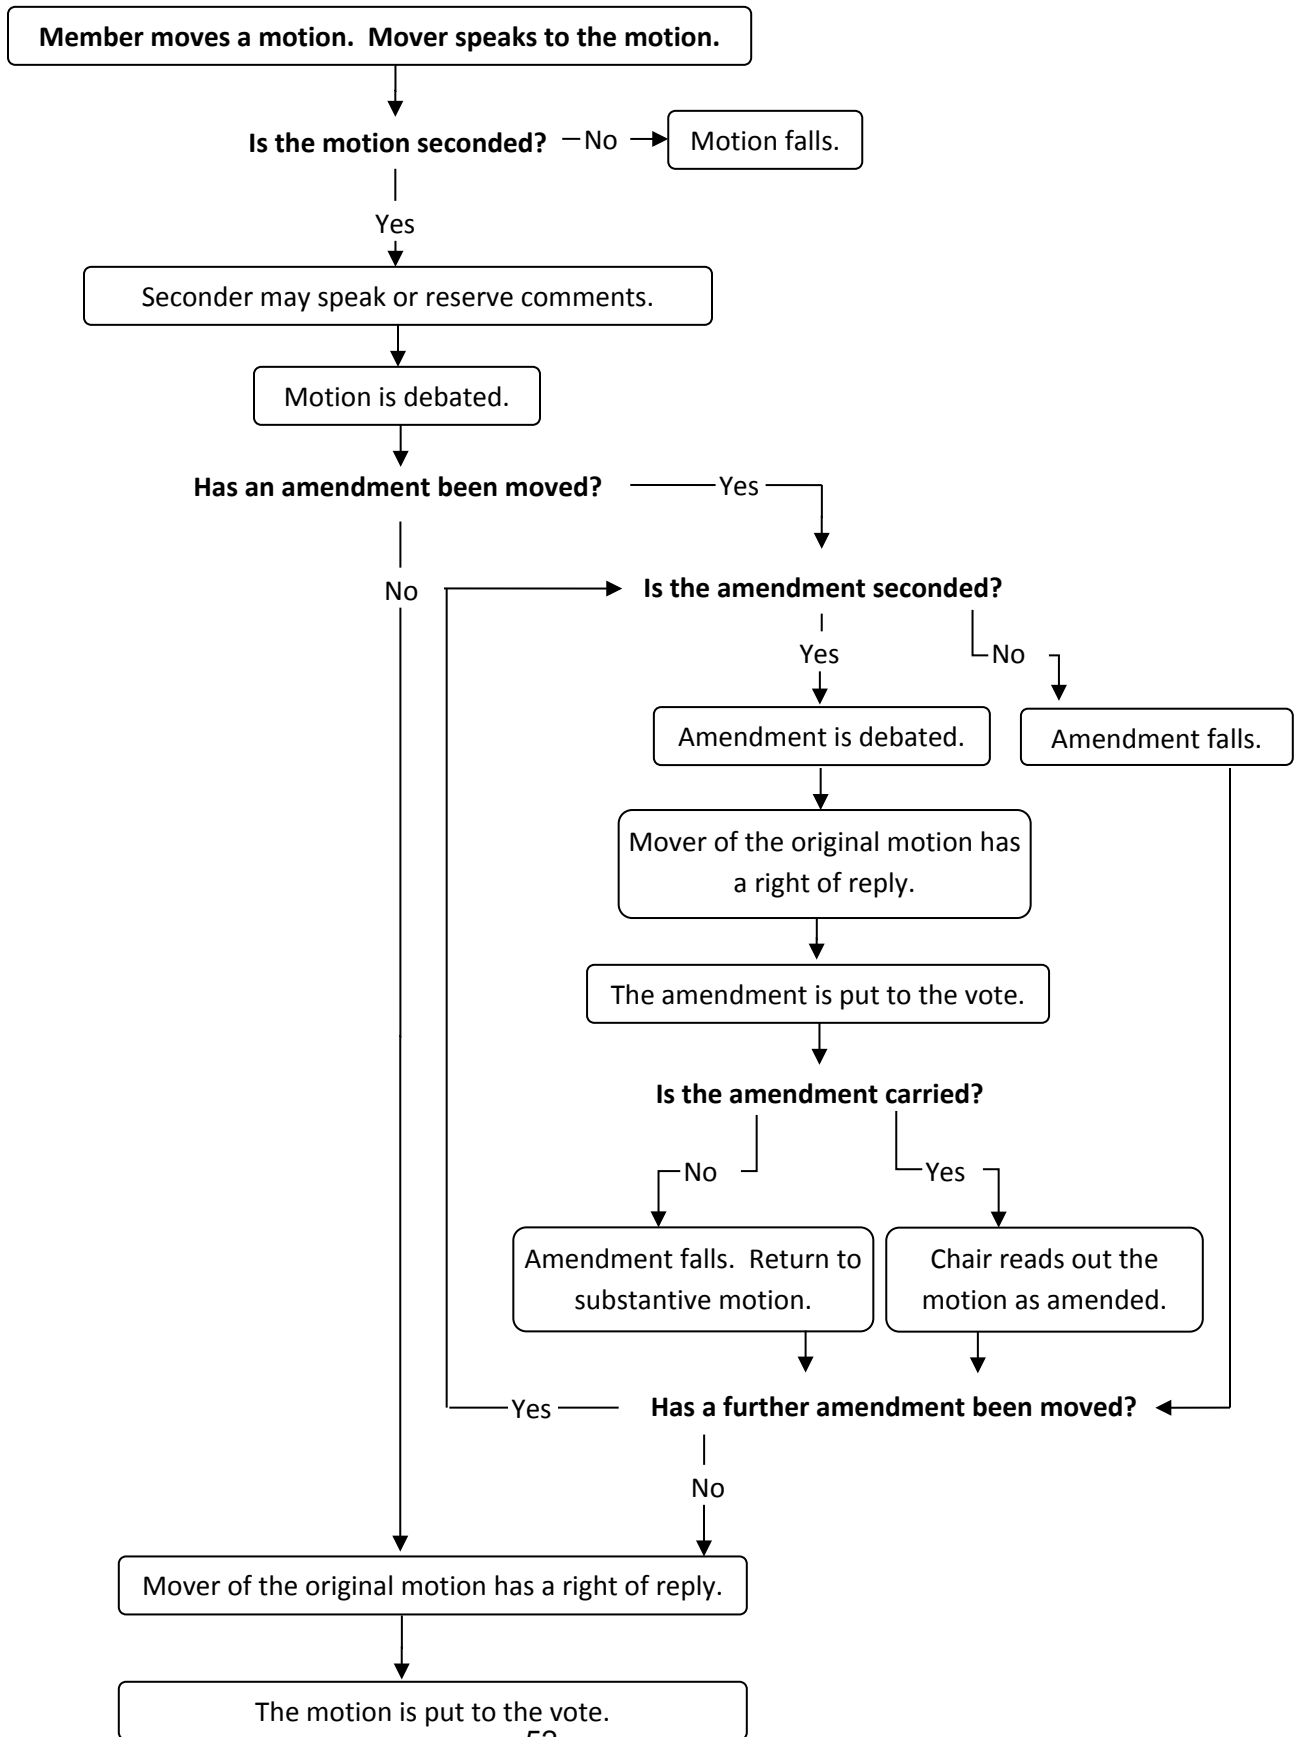 Member moves a motion.  Mover speaks to the motion.
Is the motion seconded?
No
Motion falls.
Yes
Seconder may speak or reserve comments.
Motion is debated.
Has an amendment been moved?
Yes
No
Is the amendment seconded?
Yes
No
Amendment is debated.
Amendment falls.
Mover of the original motion has
a right of reply.
The amendment is put to the vote.
Is the amendment carried?
No
Yes
Amendment falls.  Return to
substantive motion.
Chair reads out the
motion as amended.
Has a further amendment been moved?
Yes
No
Mover of the original motion has a right of reply.
The motion is put to the vote.